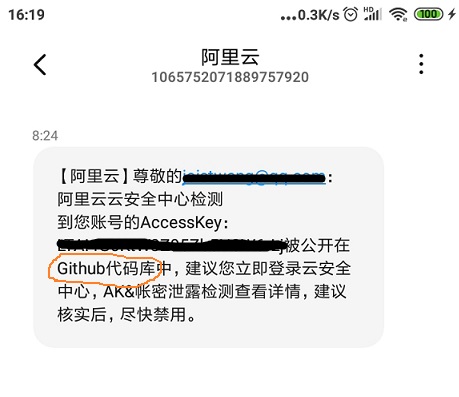 16:19
...0.3K/s
HD
100
阿里云
1065752071889757920
8:24
【阿里云】尊敬的
:
阿里云云安全中心检测
到您账号的AccessKey:
被公开在
Github代码库中，建议您立即登录云安全
中心，AK&帐密泄露检测查看详情，建议
核实后，尽快禁用。